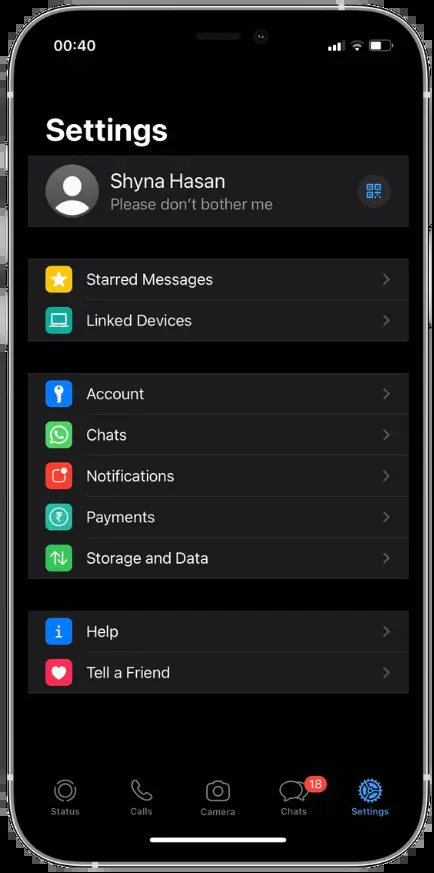 00:40
Settings
Shyna Hasan
Please don't bother me
Starred Messages
Linked Devices
Account
Chats
Notifications
₹
Payments
Storage and Data
i
Help
Tell a Friend
18
Status
Calls
Camera
Chats
Settings